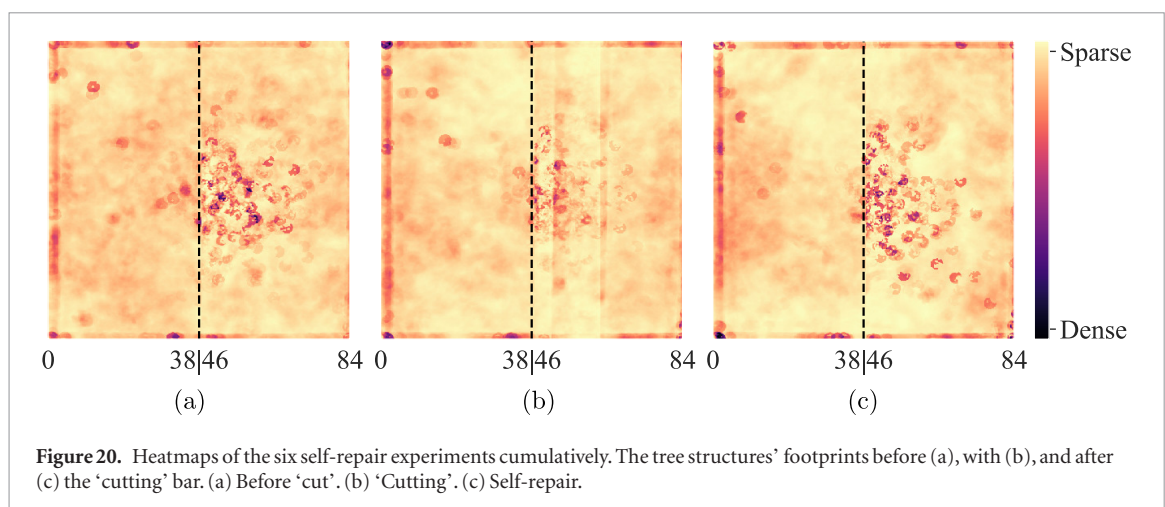 Sparse
Dense
0 38|46 84 0 38|46 84 0 38|46 84
(a) (b) (c)
Figure 20. Heatmaps of the six self-repair experiments cumulatively. The tree structures’ footprints before (a), with (b), and after
(c) the ‘cutting’ bar. (a) Before ‘cut’. (b) ‘Cutting’. (c) Self-repair.